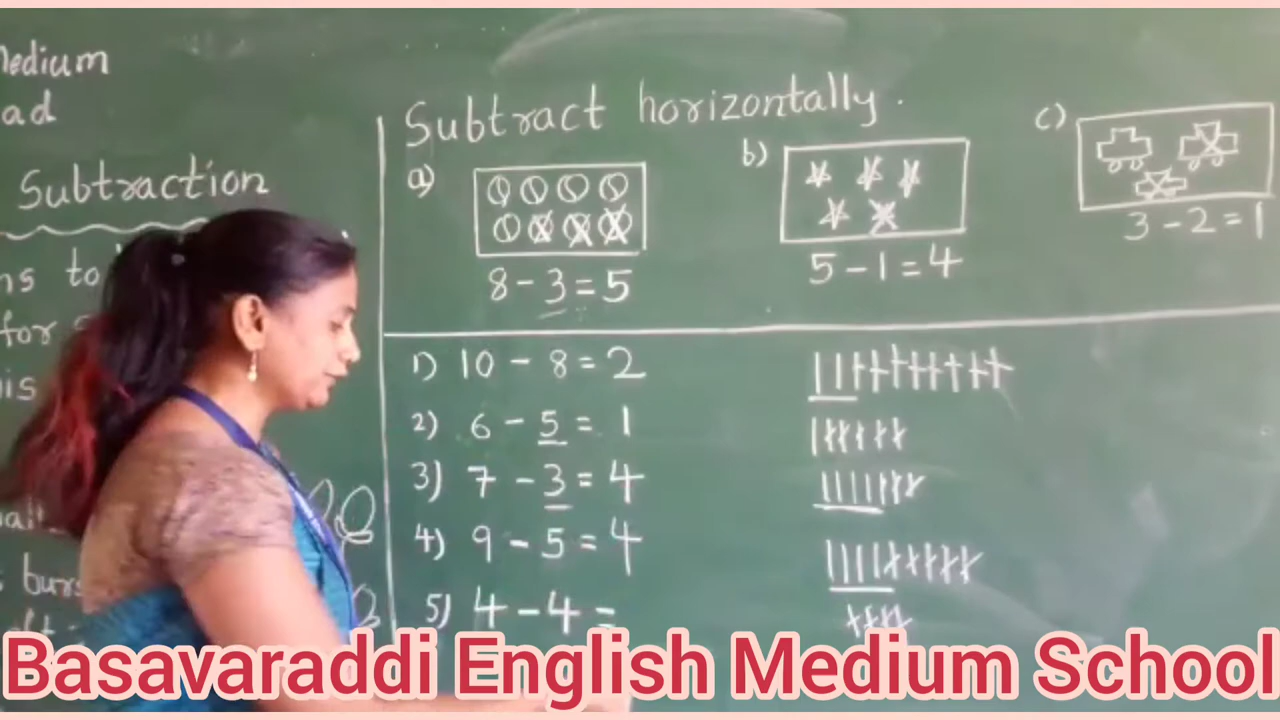 Medium
ad
Subtraction
to
for
is
burs
Subtract horizontally.
a)
8 - 3 = 5
b)
5 - 1 = 4
c)
3 - 2 = 1
1) 10 - 8 = 2
2) 6 - 5 = 1
3) 7 - 3 = 4
4) 9 - 5 = 4
5) 4 - 4 =
Basavaraddi English Medium School